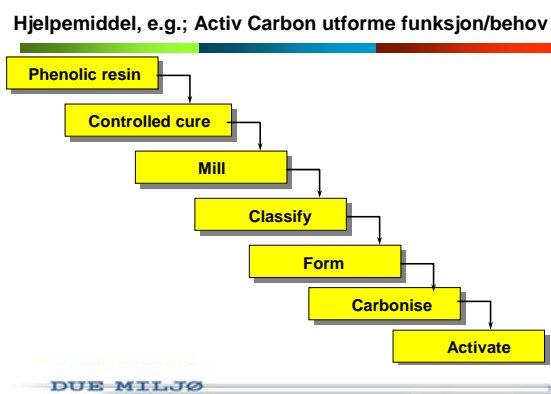 Hjelpemiddel, e.g.; Activ Carbon utforme funksjon/behov
Phenolic resin
Controlled cure
Mill
Classify
Form
Carbonise
Activate
DUE MILJØ